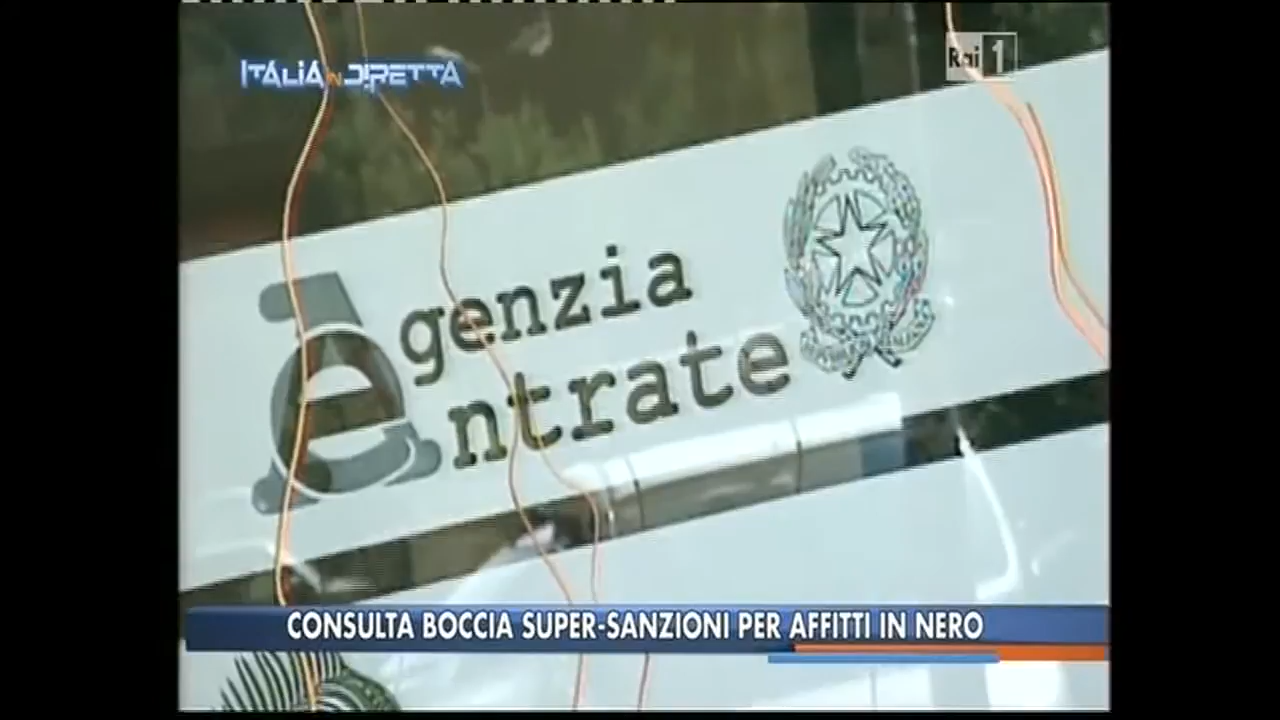 ITALIA IN DIRETTA
Rai 1
Agenzia
entrate
CONSULTA BOCCIA SUPER-SANZIONI PER AFFITTI IN NERO